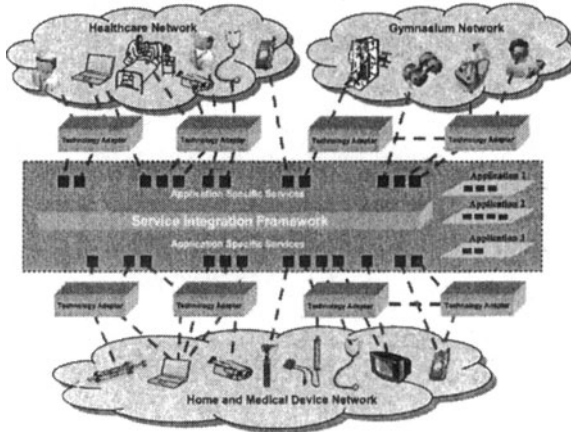 Healthcare Network
Gymnasium Network
Technology Adapter
Technology Adapter
Technology Adapter
Technology Adapter
Application Specific Services
Application 1
Application 2
Service Integration Framework
Application Specific Services
Application 3
Technology Adapter
Technology Adapter
Technology Adapter
Technology Adapter
Home and Medical Device Network